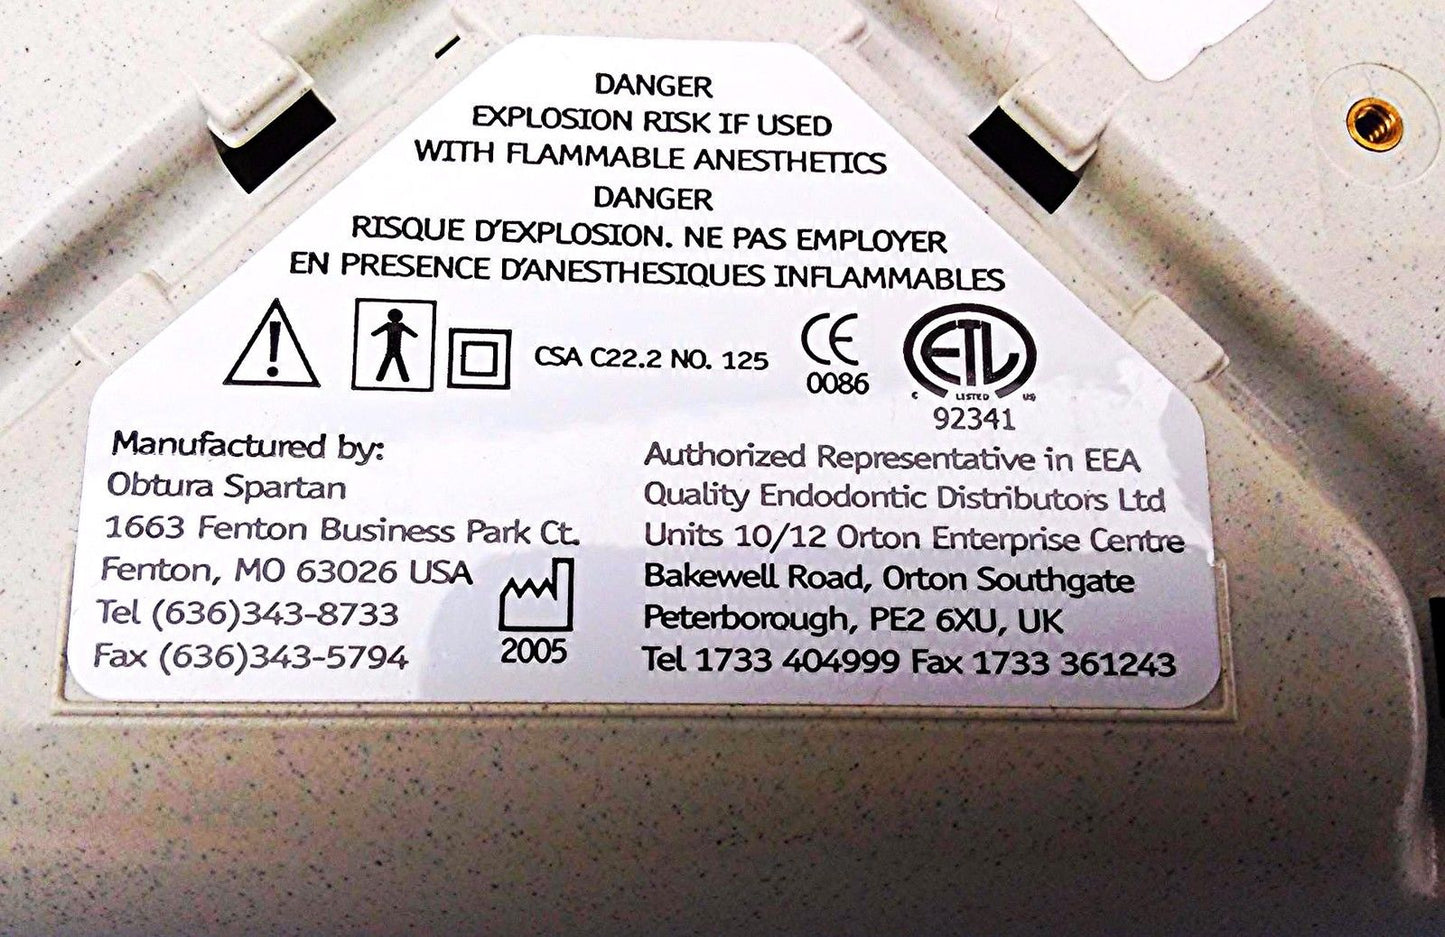 DANGER
EXPLOSION RISK IF USED
WITH FLAMMABLE ANESTHETICS
DANGER
RISQUE D'EXPLOSION. NE PAS EMPLOYER
EN PRESENCE D'ANESTHESIQUES INFLAMMABLES
CSA C22.2 NO. 125
CE
0086
ETL
C LISTED US
92341
Manufactured by:
Obtura Spartan
1663 Fenton Business Park Ct.
Fenton, MO 63026 USA
Tel (636)343-8733
Fax (636)343-5794
2005
Authorized Representative in EEA
Quality Endodontic Distributors Ltd
Units 10/12 Orton Enterprise Centre
Bakewell Road, Orton Southgate
Peterborough, PE2 6XU, UK
Tel 1733 404999 Fax 1733 361243